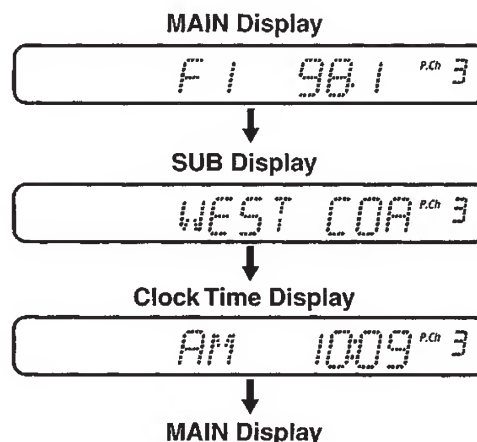 MAIN Display
F1 98.1 P.Ch 3
SUB Display
WEST COA P.Ch 3
Clock Time Display
AM 10:09 P.Ch 3
MAIN Display